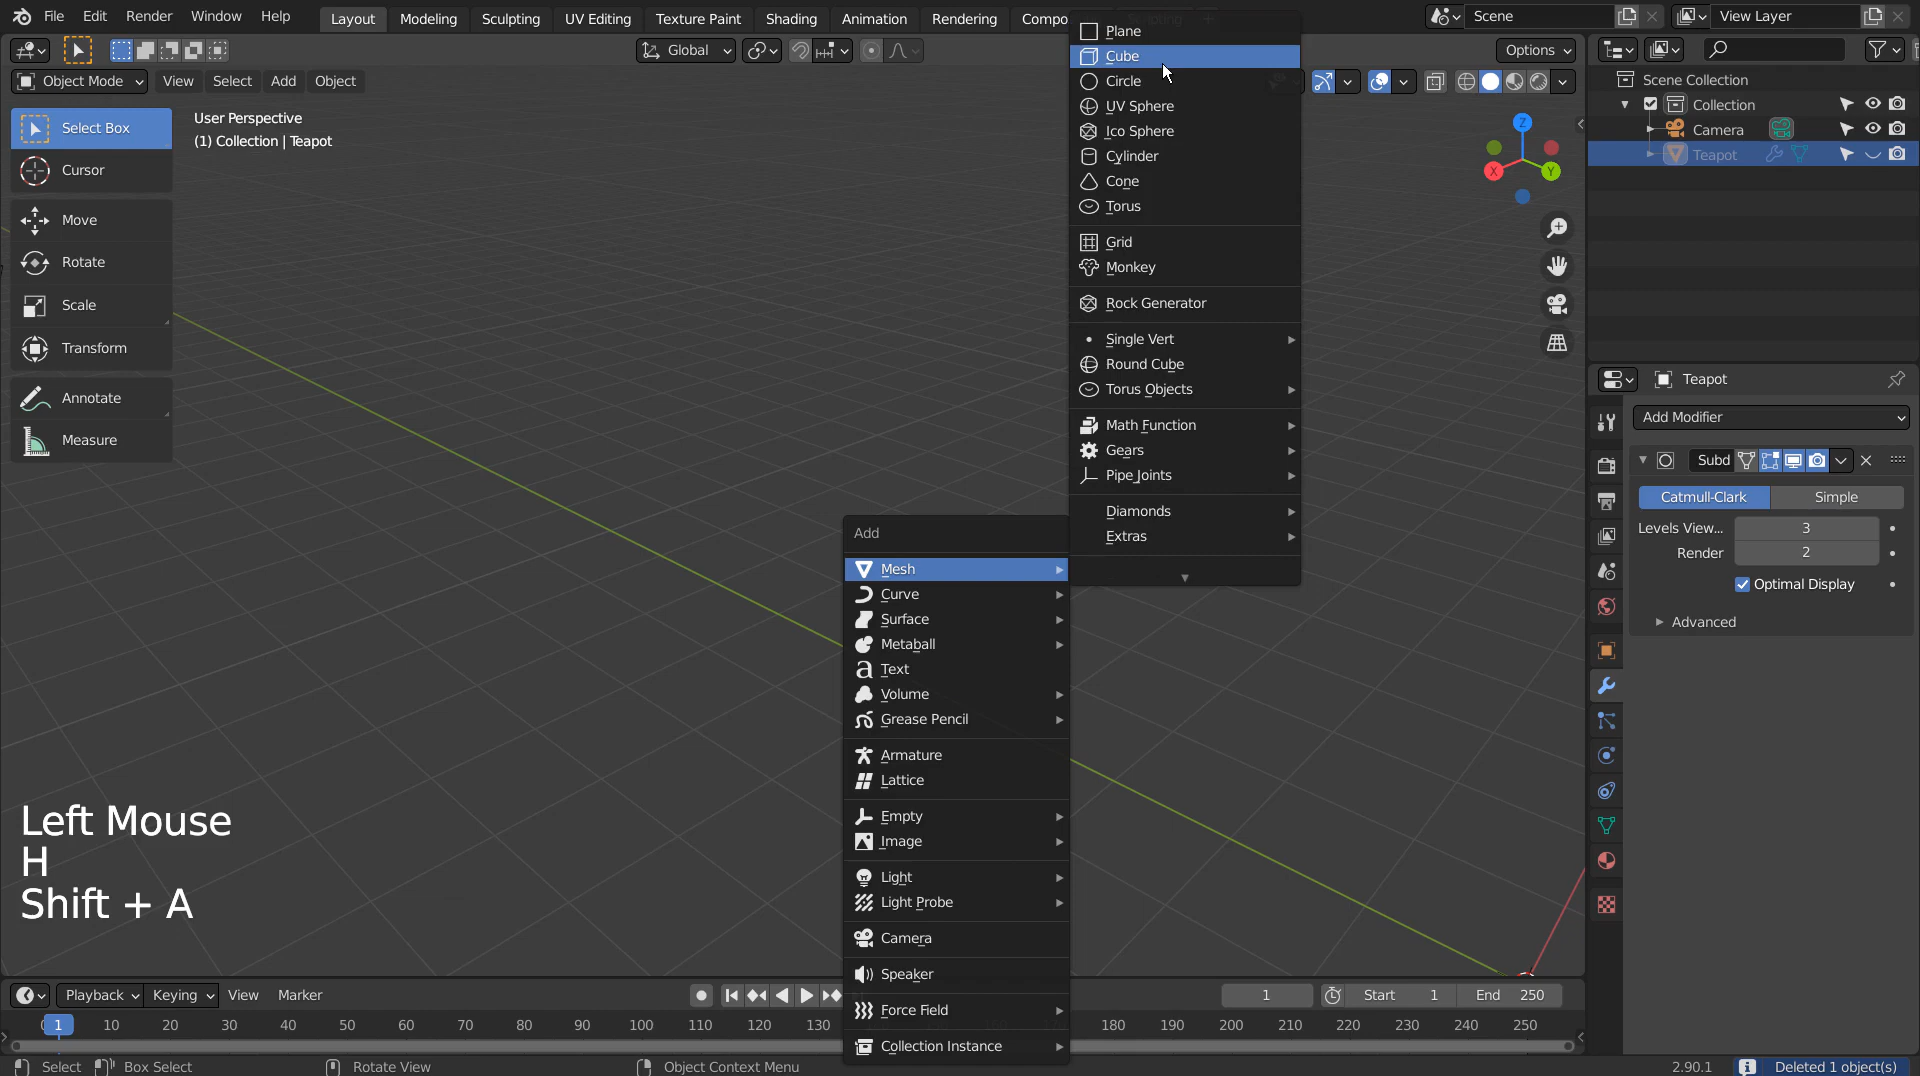 File Edit Render Window Help Layout Modeling Sculpting UV Editing Texture Paint Shading Animation Rendering Compo Scripting + Scene View Layer
Global Options
Object Mode View Select Add Object
User Perspective
(1) Collection | Teapot
Select Box
Cursor
Move
Rotate
Scale
Transform
Annotate
Measure
Plane
Cube
Circle
UV Sphere
Ico Sphere
Cylinder
Cone
Torus
Grid
Monkey
Rock Generator
Single Vert
Round Cube
Torus Objects
Math Function
Gears
Pipe Joints
Diamonds
Extras
Add
Mesh
Curve
Surface
Metaball
Text
Volume
Grease Pencil
Armature
Lattice
Empty
Image
Light
Light Probe
Camera
Speaker
Force Field
Collection Instance
Z
X
Y
Scene Collection
Collection
Camera
Teapot
Teapot
Add Modifier
Subd
Catmull-Clark Simple
Levels View... 3
Render 2
Optimal Display
Advanced
Left Mouse
H
Shift + A
Playback Keying View Marker 1 Start 1 End 250
1 10 20 30 40 50 60 70 80 90 100 110 120 130 180 190 200 210 220 230 240 250
Select Box Select Rotate View Object Context Menu 2.90.1 Deleted 1 object(s)